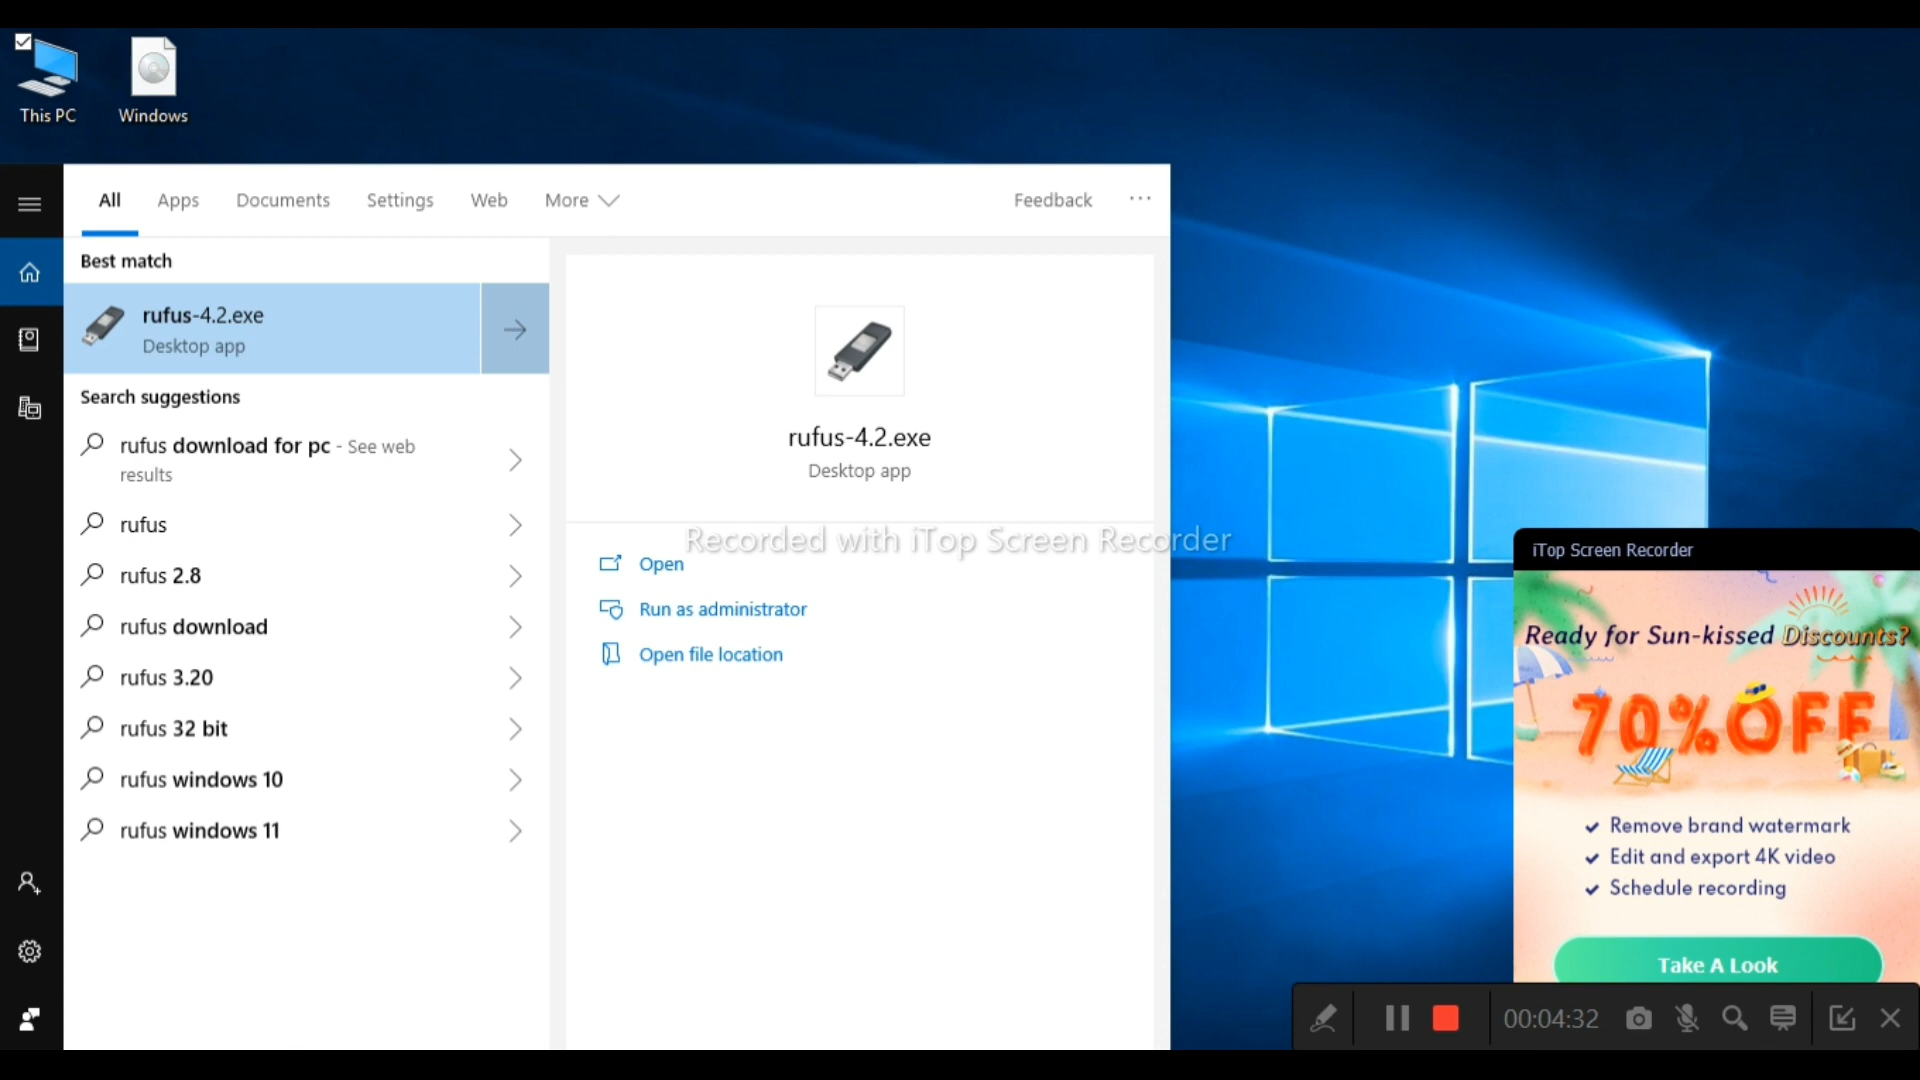 This PC
Windows
All
Apps
Documents
Settings
Web
More
Feedback
Best match
rufus-4.2.exe
Desktop app
Search suggestions
rufus download for pc - See web
results
rufus
rufus 2.8
rufus download
rufus 3.20
rufus 32 bit
rufus windows 10
rufus windows 11
rufus-4.2.exe
Desktop app
Recorded with iTop Screen Recorder
Open
Run as administrator
Open file location
iTop Screen Recorder
Ready for Sun-kissed Discounts?
70%OFF
Remove brand watermark
Edit and export 4K video
Schedule recording
Take A Look
00:04:32